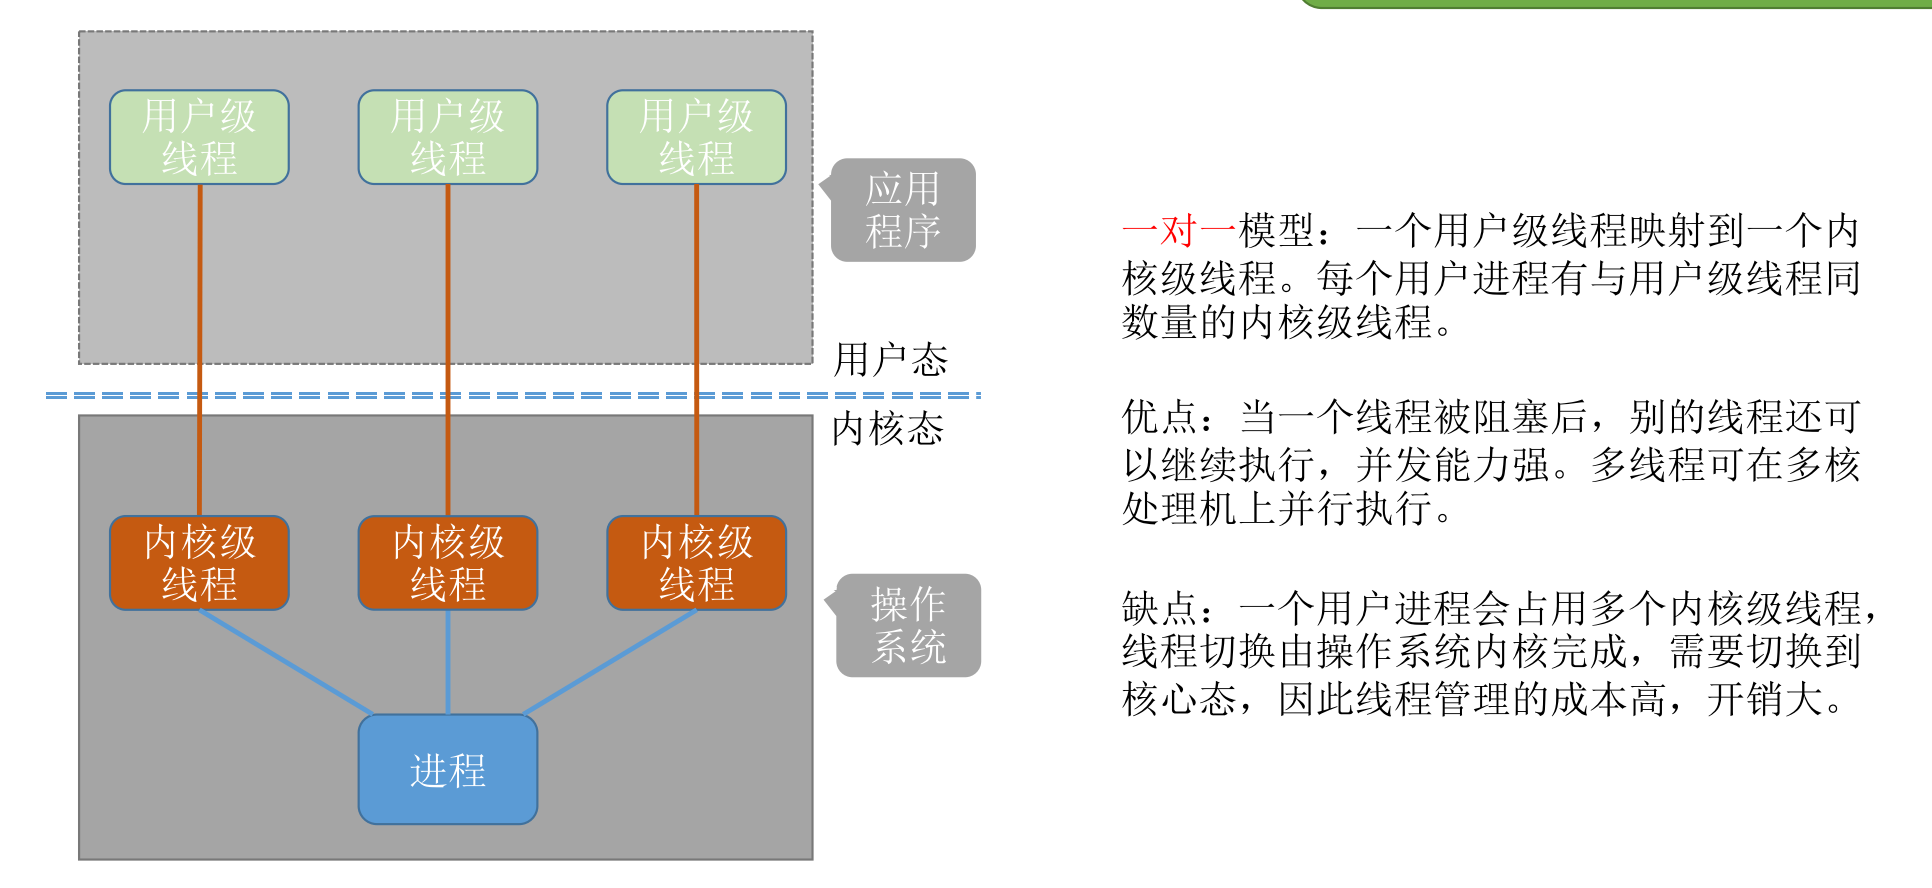 用户级
线程
用户级
线程
用户级
线程
应用
程序
用户态
内核态
内核级
线程
内核级
线程
内核级
线程
操作
系统
进程
一对一模型：一个用户级线程映射到一个内
核级线程。每个用户进程有与用户级线程同
数量的内核级线程。
优点：当一个线程被阻塞后，别的线程还可
以继续执行，并发能力强。多线程可在多核
处理机上并行执行。
缺点：一个用户进程会占用多个内核级线程，
线程切换由操作系统内核完成，需要切换到
核心态，因此线程管理的成本高，开销大。